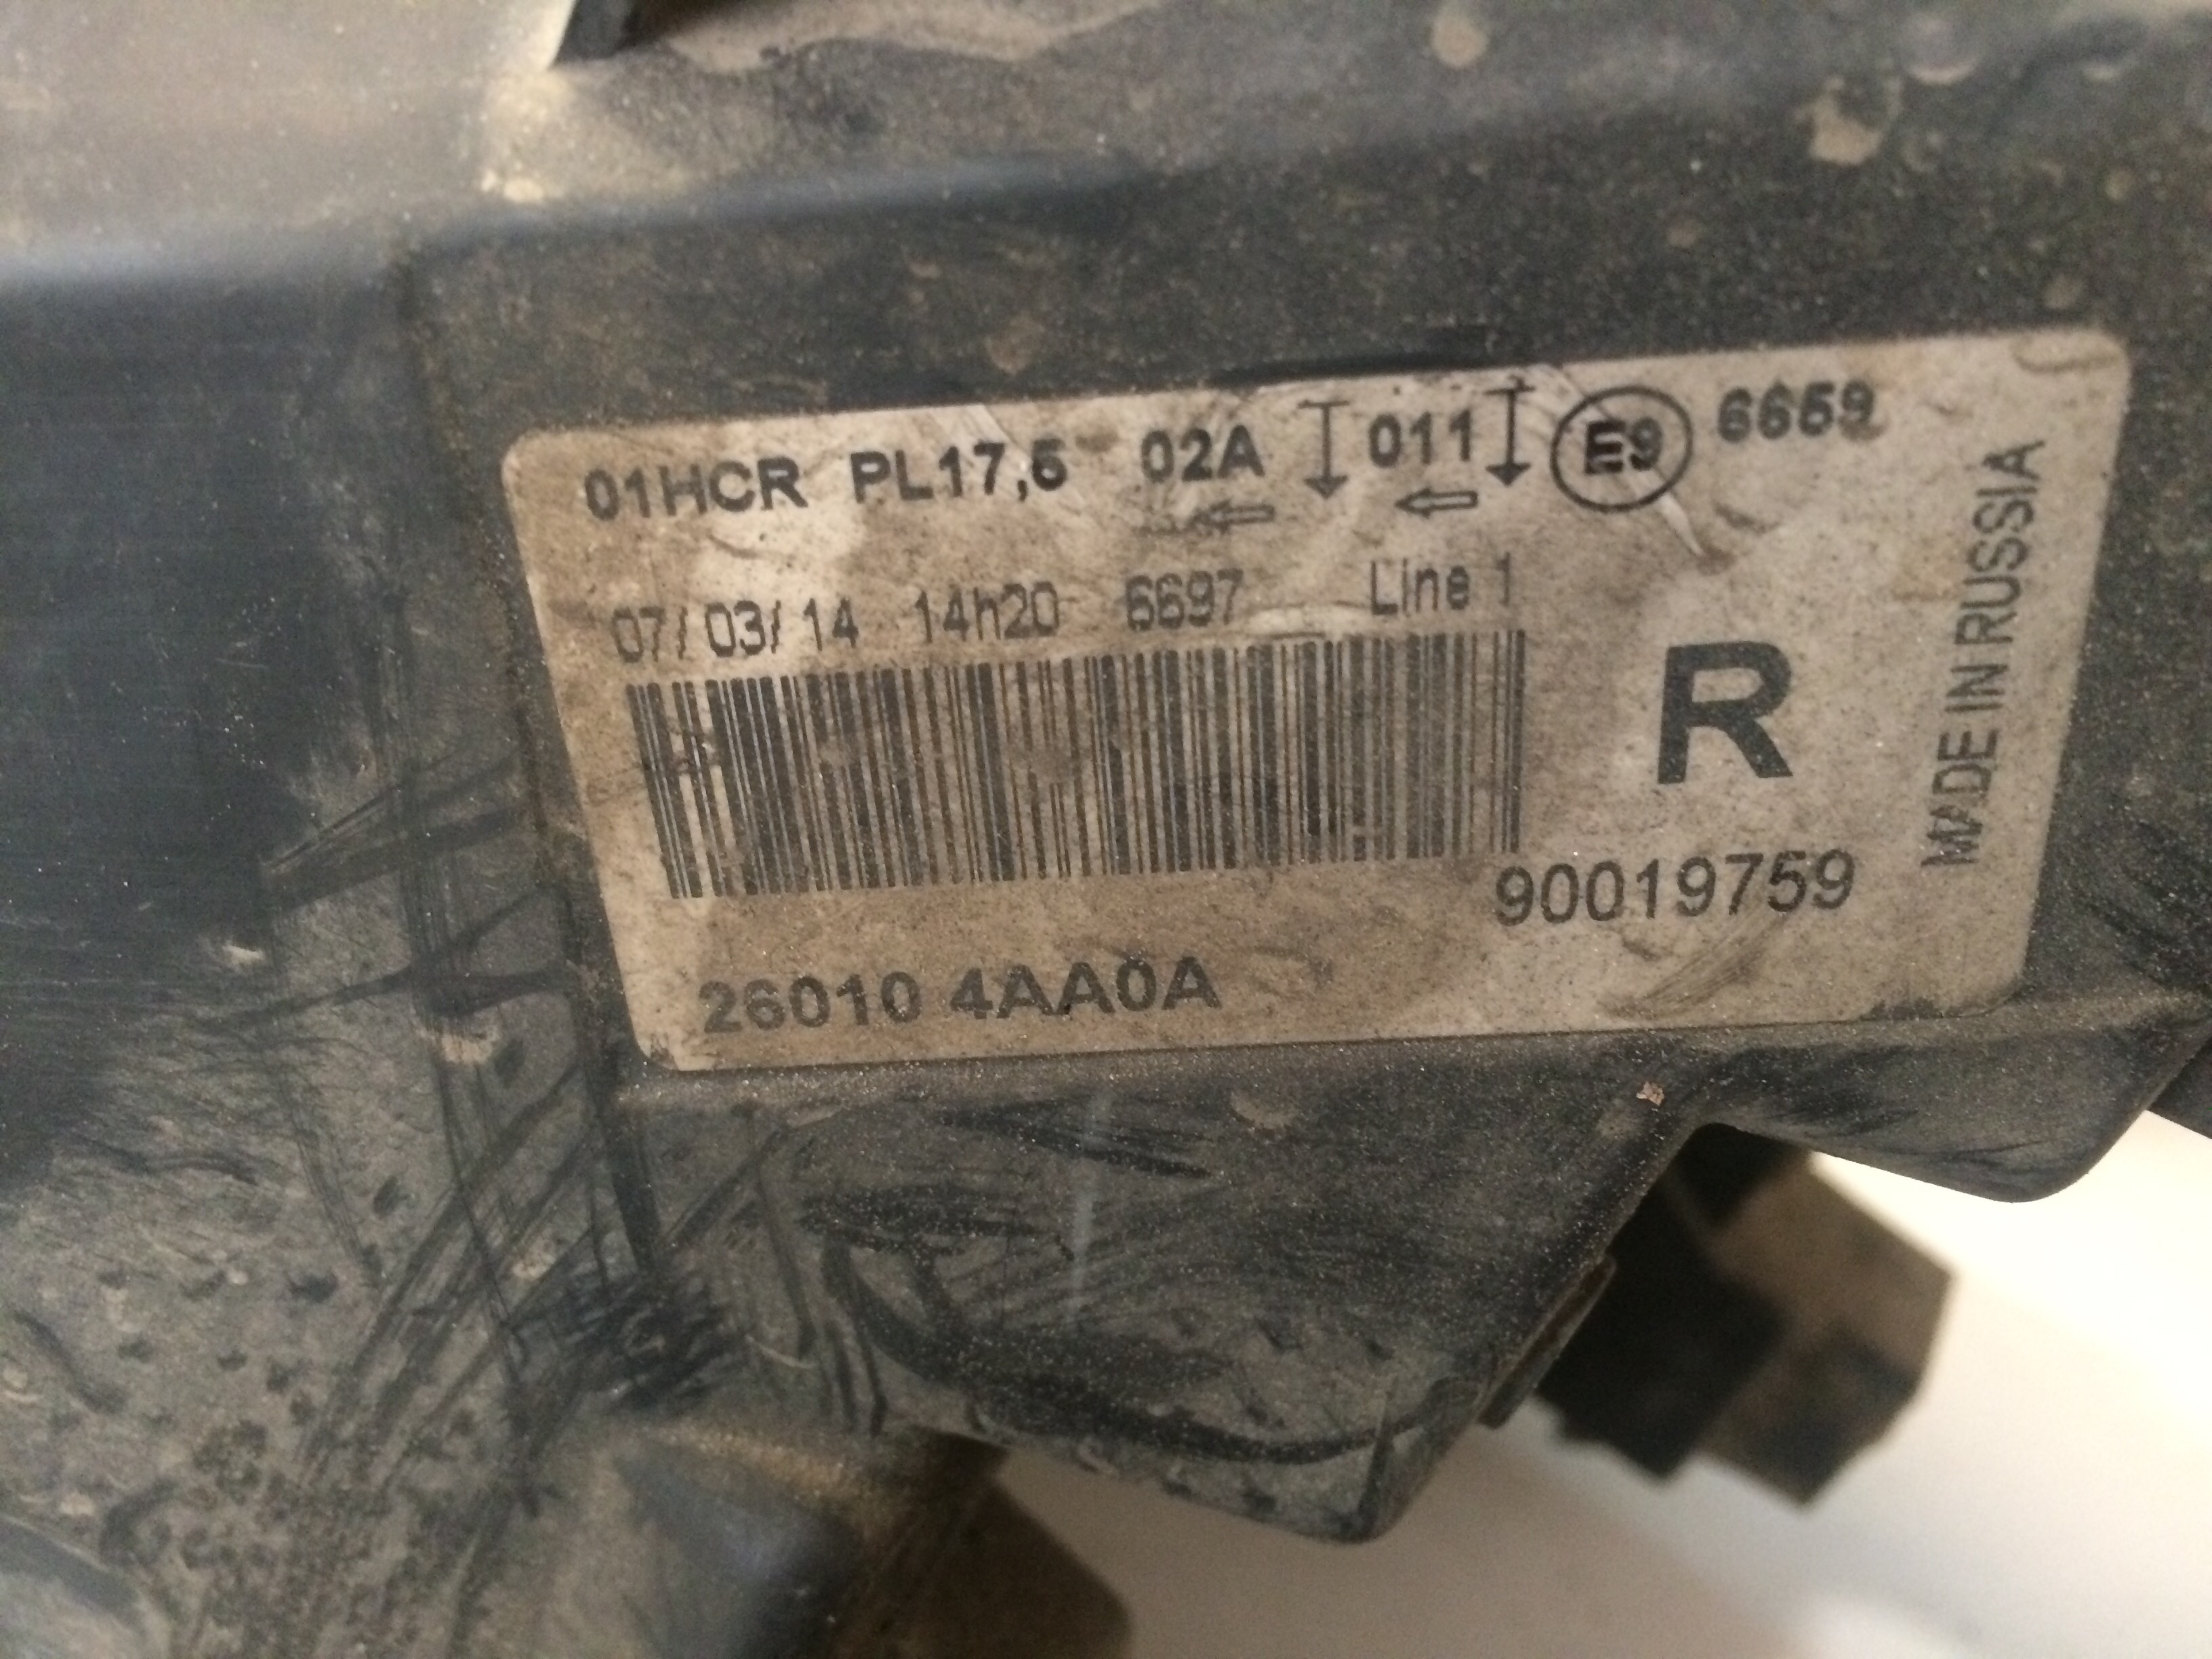 01HCR PL17,5 02A 011 E9 6659
07/03/14 14h20 6697 Line 1
R
90019759
26010 4AA0A
MADE IN RUSSIA